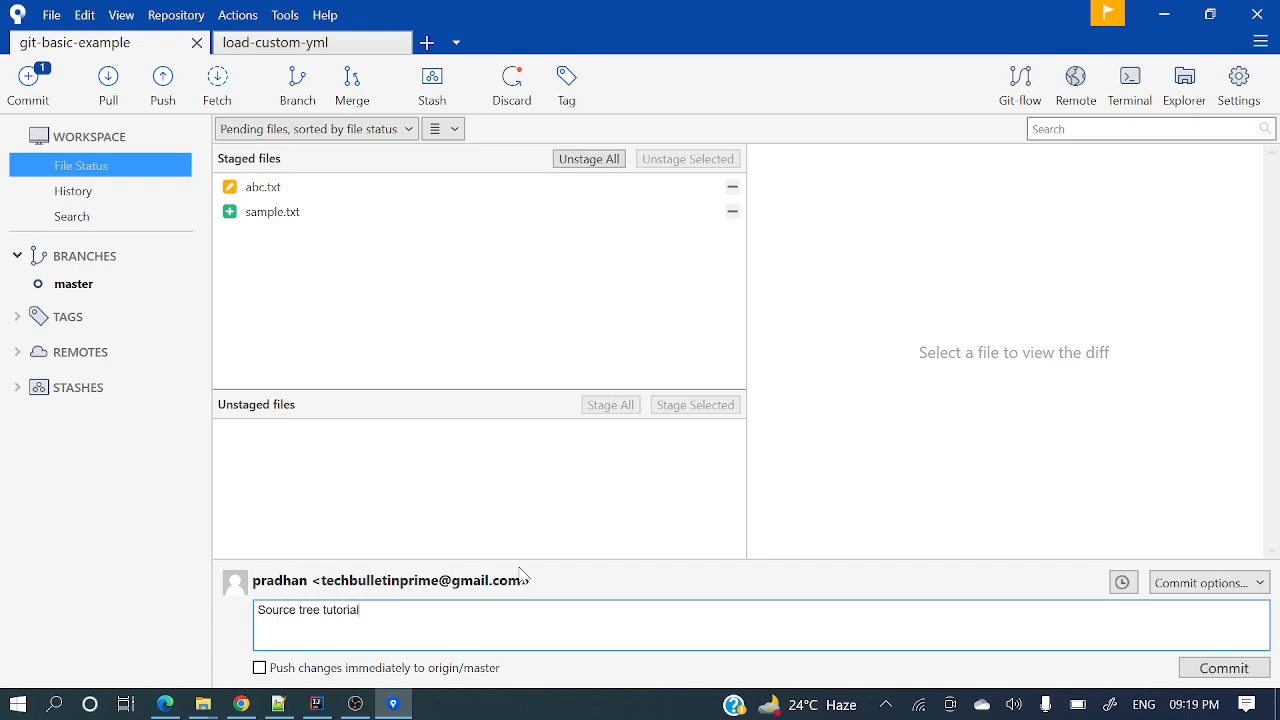 File Edit View Repository Actions Tools Help
git-basic-example load-custom-yml
1
Commit Pull Push Fetch Branch Merge Stash Discard Tag Git-flow Remote Terminal Explorer Settings
WORKSPACE
File Status
History
Search
BRANCHES
master
TAGS
REMOTES
STASHES
Pending files, sorted by file status
Search
Staged files Unstage All Unstage Selected
abc.txt
sample.txt
Select a file to view the diff
Unstaged files Stage All Stage Selected
pradhan <techbulletinprime@gmail.com>
Commit options...
Source tree tutorial
Push changes immediately to origin/master
Commit
24°C Haze ENG 09:19 PM